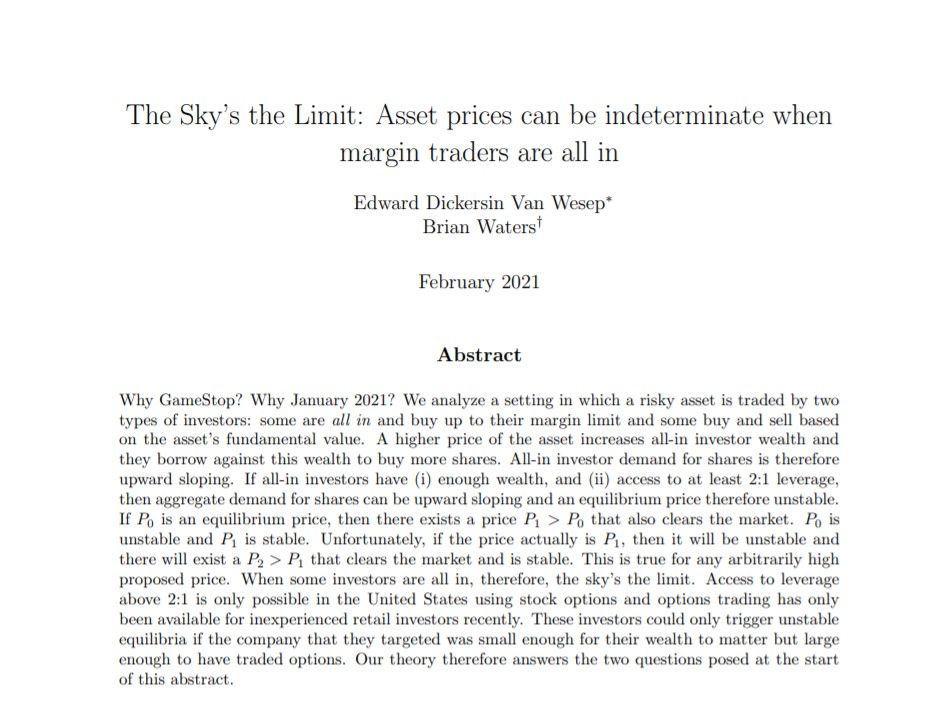 The Sky's the Limit: Asset prices can be indeterminate when
margin traders are all in
Edward Dickersin Van Wesep*
Brian Waters†
February 2021
Abstract
Why GameStop? Why January 2021? We analyze a setting in which a risky asset is traded by two
types of investors: some are all in and buy up to their margin limit and some buy and sell based
on the asset's fundamental value. A higher price of the asset increases all-in investor wealth and
they borrow against this wealth to buy more shares. All-in investor demand for shares is therefore
upward sloping. If all-in investors have (i) enough wealth, and (ii) access to at least 2:1 leverage,
then aggregate demand for shares can be upward sloping and an equilibrium price therefore unstable.
If P₀ is an equilibrium price, then there exists a price P₁ > P₀ that also clears the market. P₀ is
unstable and P₁ is stable. Unfortunately, if the price actually is P₁, then it will be unstable and
there will exist a P₂ > P₁ that clears the market and is stable. This is true for any arbitrarily high
proposed price. When some investors are all in, therefore, the sky's the limit. Access to leverage
above 2:1 is only possible in the United States using stock options and options trading has only
been available for inexperienced retail investors recently. These investors could only trigger unstable
equilibria if the company that they targeted was small enough for their wealth to matter but large
enough to have traded options. Our theory therefore answers the two questions posed at the start
of this abstract.